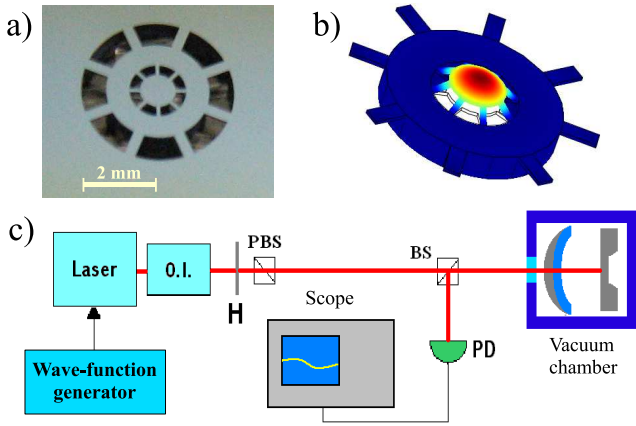 a)
b)
2 mm
c)
PBS
BS
Laser
O.I.
H
Scope
PD
Vacuum
chamber
Wave-function
generator